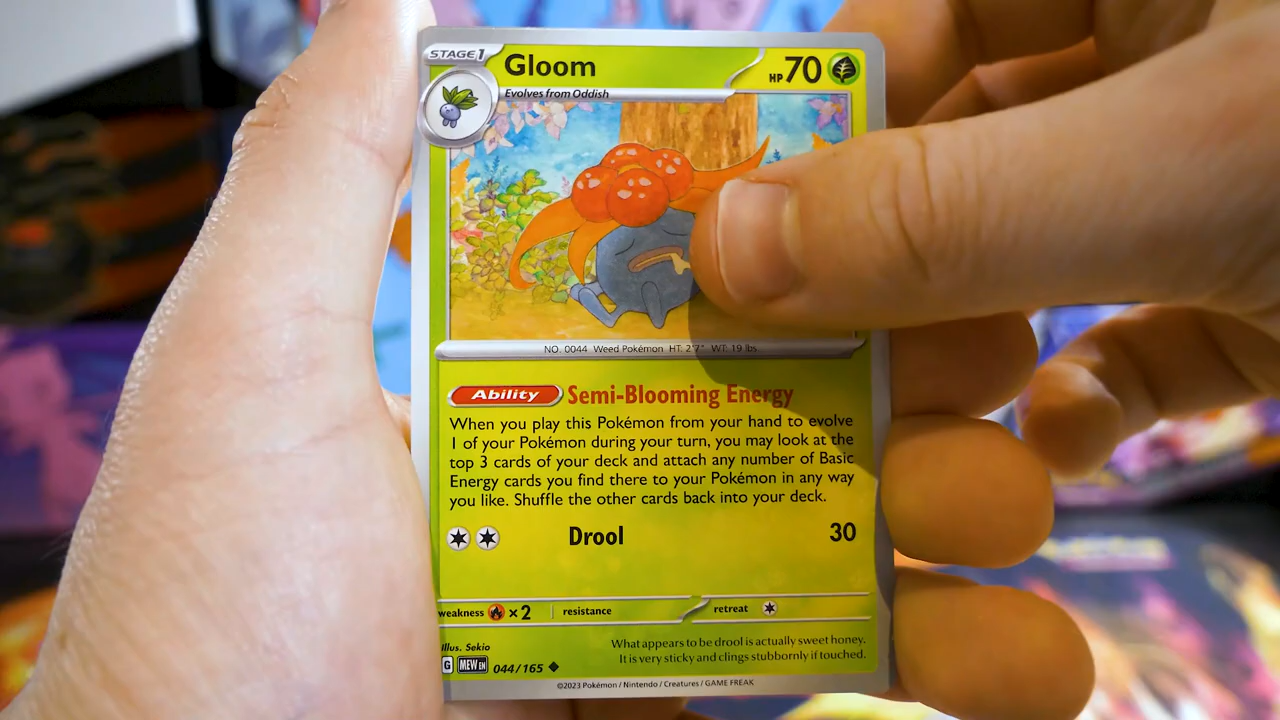 STAGE1
Gloom
HP 70
Evolves from Oddish
NO. 0044 Weed Pokémon HT: 2'7" WT: 19 lbs
Ability Semi-Blooming Energy
When you play this Pokémon from your hand to evolve
1 of your Pokémon during your turn, you may look at the
top 3 cards of your deck and attach any number of Basic
Energy cards you find there to your Pokémon in any way
you like. Shuffle the other cards back into your deck.
Drool 30
weakness ×2 resistance retreat
Illus. Sekio
What appears to be drool is actually sweet honey.
It is very sticky and clings stubbornly if touched.
G MEW EN 044/165
©2023 Pokémon / Nintendo / Creatures / GAME FREAK